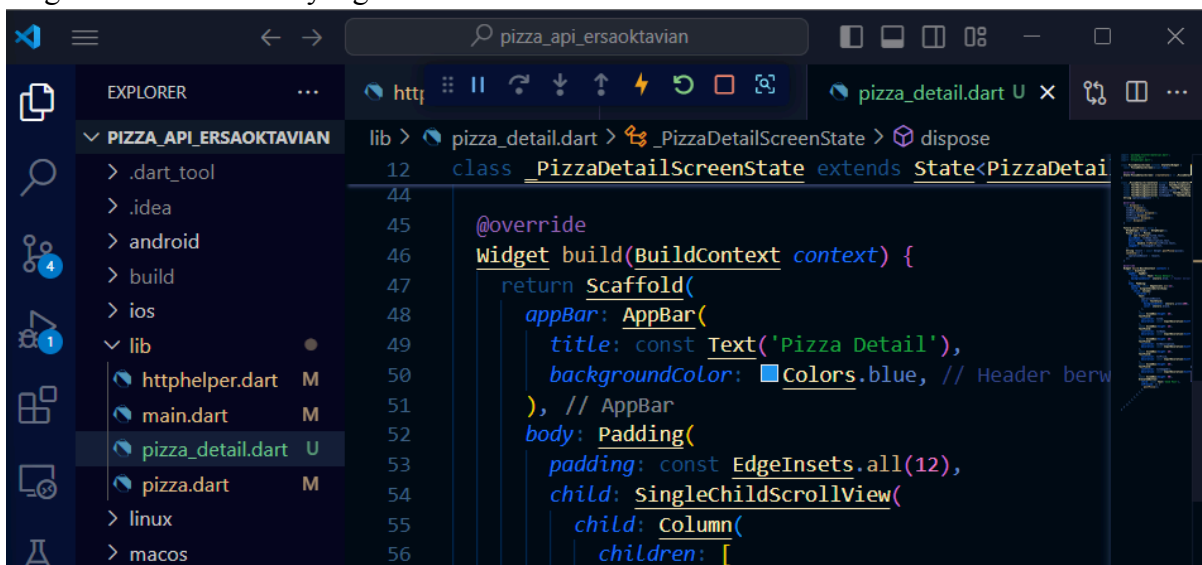 pizza_api_ersaoktavian
EXPLORER
PIZZA_API_ERSAOKTAVIAN
.dart_tool
.idea
android
build
ios
lib
httphelper.dart M
main.dart M
pizza_detail.dart U
pizza.dart M
linux
macos
4
1
http
pizza_detail.dart U
lib > pizza_detail.dart > _PizzaDetailScreenState > dispose
12 class _PizzaDetailScreenState extends State<PizzaDetai
44
45 @override
46 Widget build(BuildContext context) {
47 return Scaffold(
48 appBar: AppBar(
49 title: const Text('Pizza Detail'),
50 backgroundColor: Colors.blue, // Header berw
51 ), // AppBar
52 body: Padding(
53 padding: const EdgeInsets.all(12),
54 child: SingleChildScrollView(
55 child: Column(
56 children: [